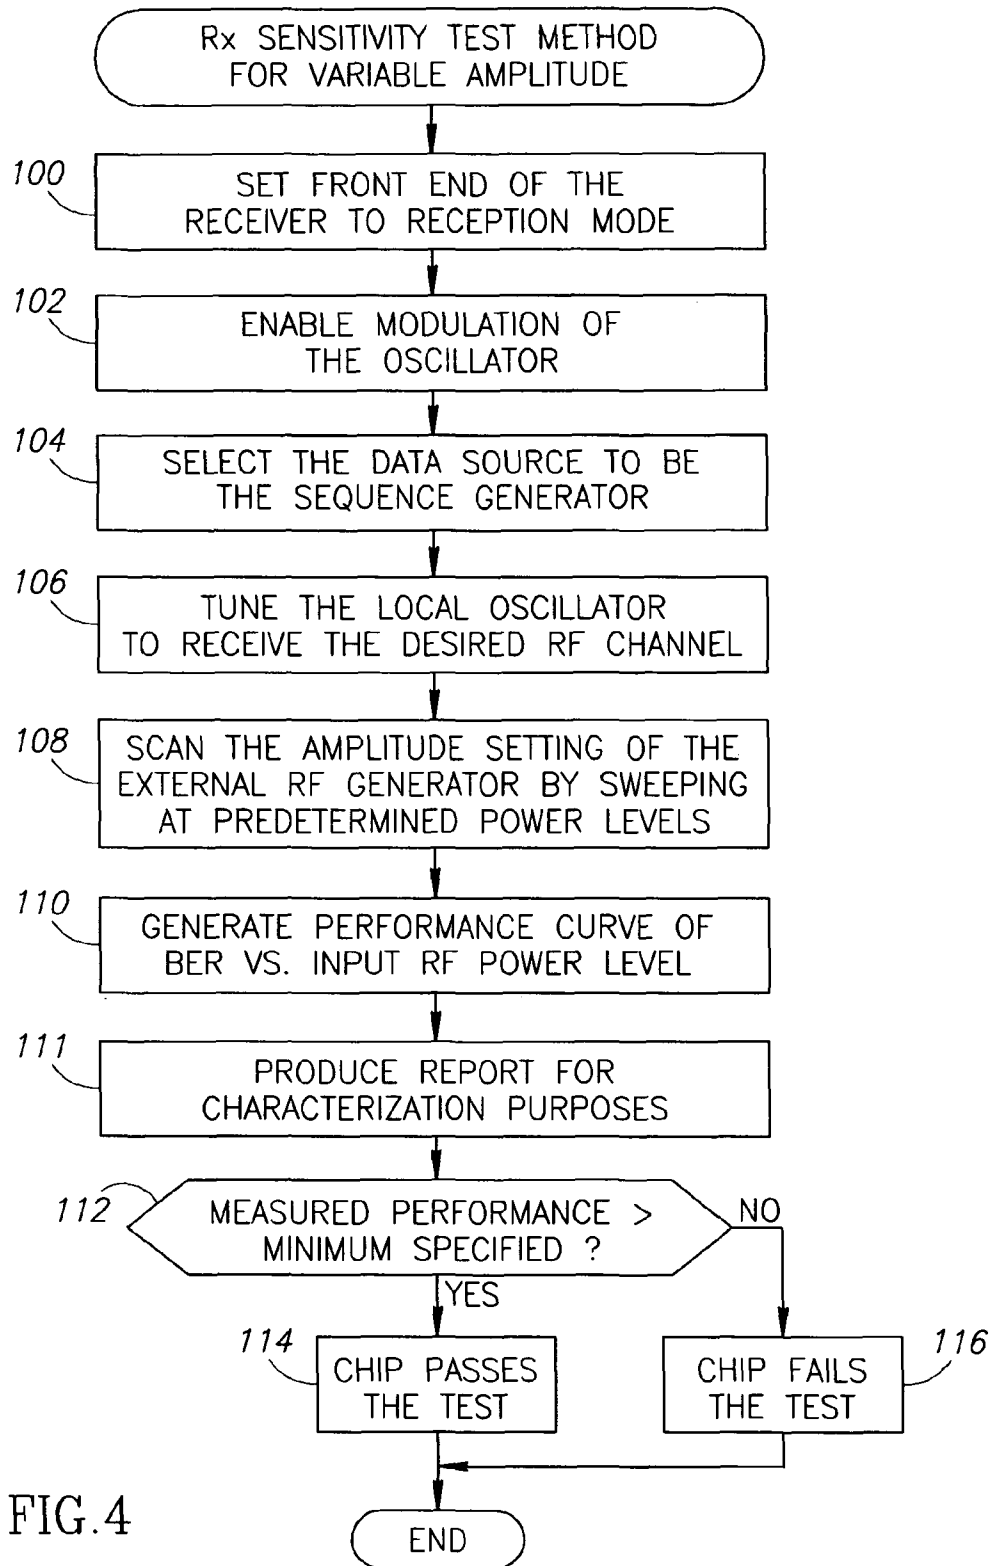 Rx SENSITIVITY TEST METHOD
FOR VARIABLE AMPLITUDE
100
SET FRONT END OF THE
RECEIVER TO RECEPTION MODE
102
ENABLE MODULATION OF
THE OSCILLATOR
104
SELECT THE DATA SOURCE TO BE
THE SEQUENCE GENERATOR
106
TUNE THE LOCAL OSCILLATOR
TO RECEIVE THE DESIRED RF CHANNEL
108
SCAN THE AMPLITUDE SETTING OF THE
EXTERNAL RF GENERATOR BY SWEEPING
AT PREDETERMINED POWER LEVELS
110
GENERATE PERFORMANCE CURVE OF
BER VS. INPUT RF POWER LEVEL
111
PRODUCE REPORT FOR
CHARACTERIZATION PURPOSES
112
MEASURED PERFORMANCE >
MINIMUM SPECIFIED ?
NO
YES
114
CHIP PASSES
THE TEST
CHIP FAILS
THE TEST
116
END
FIG.4